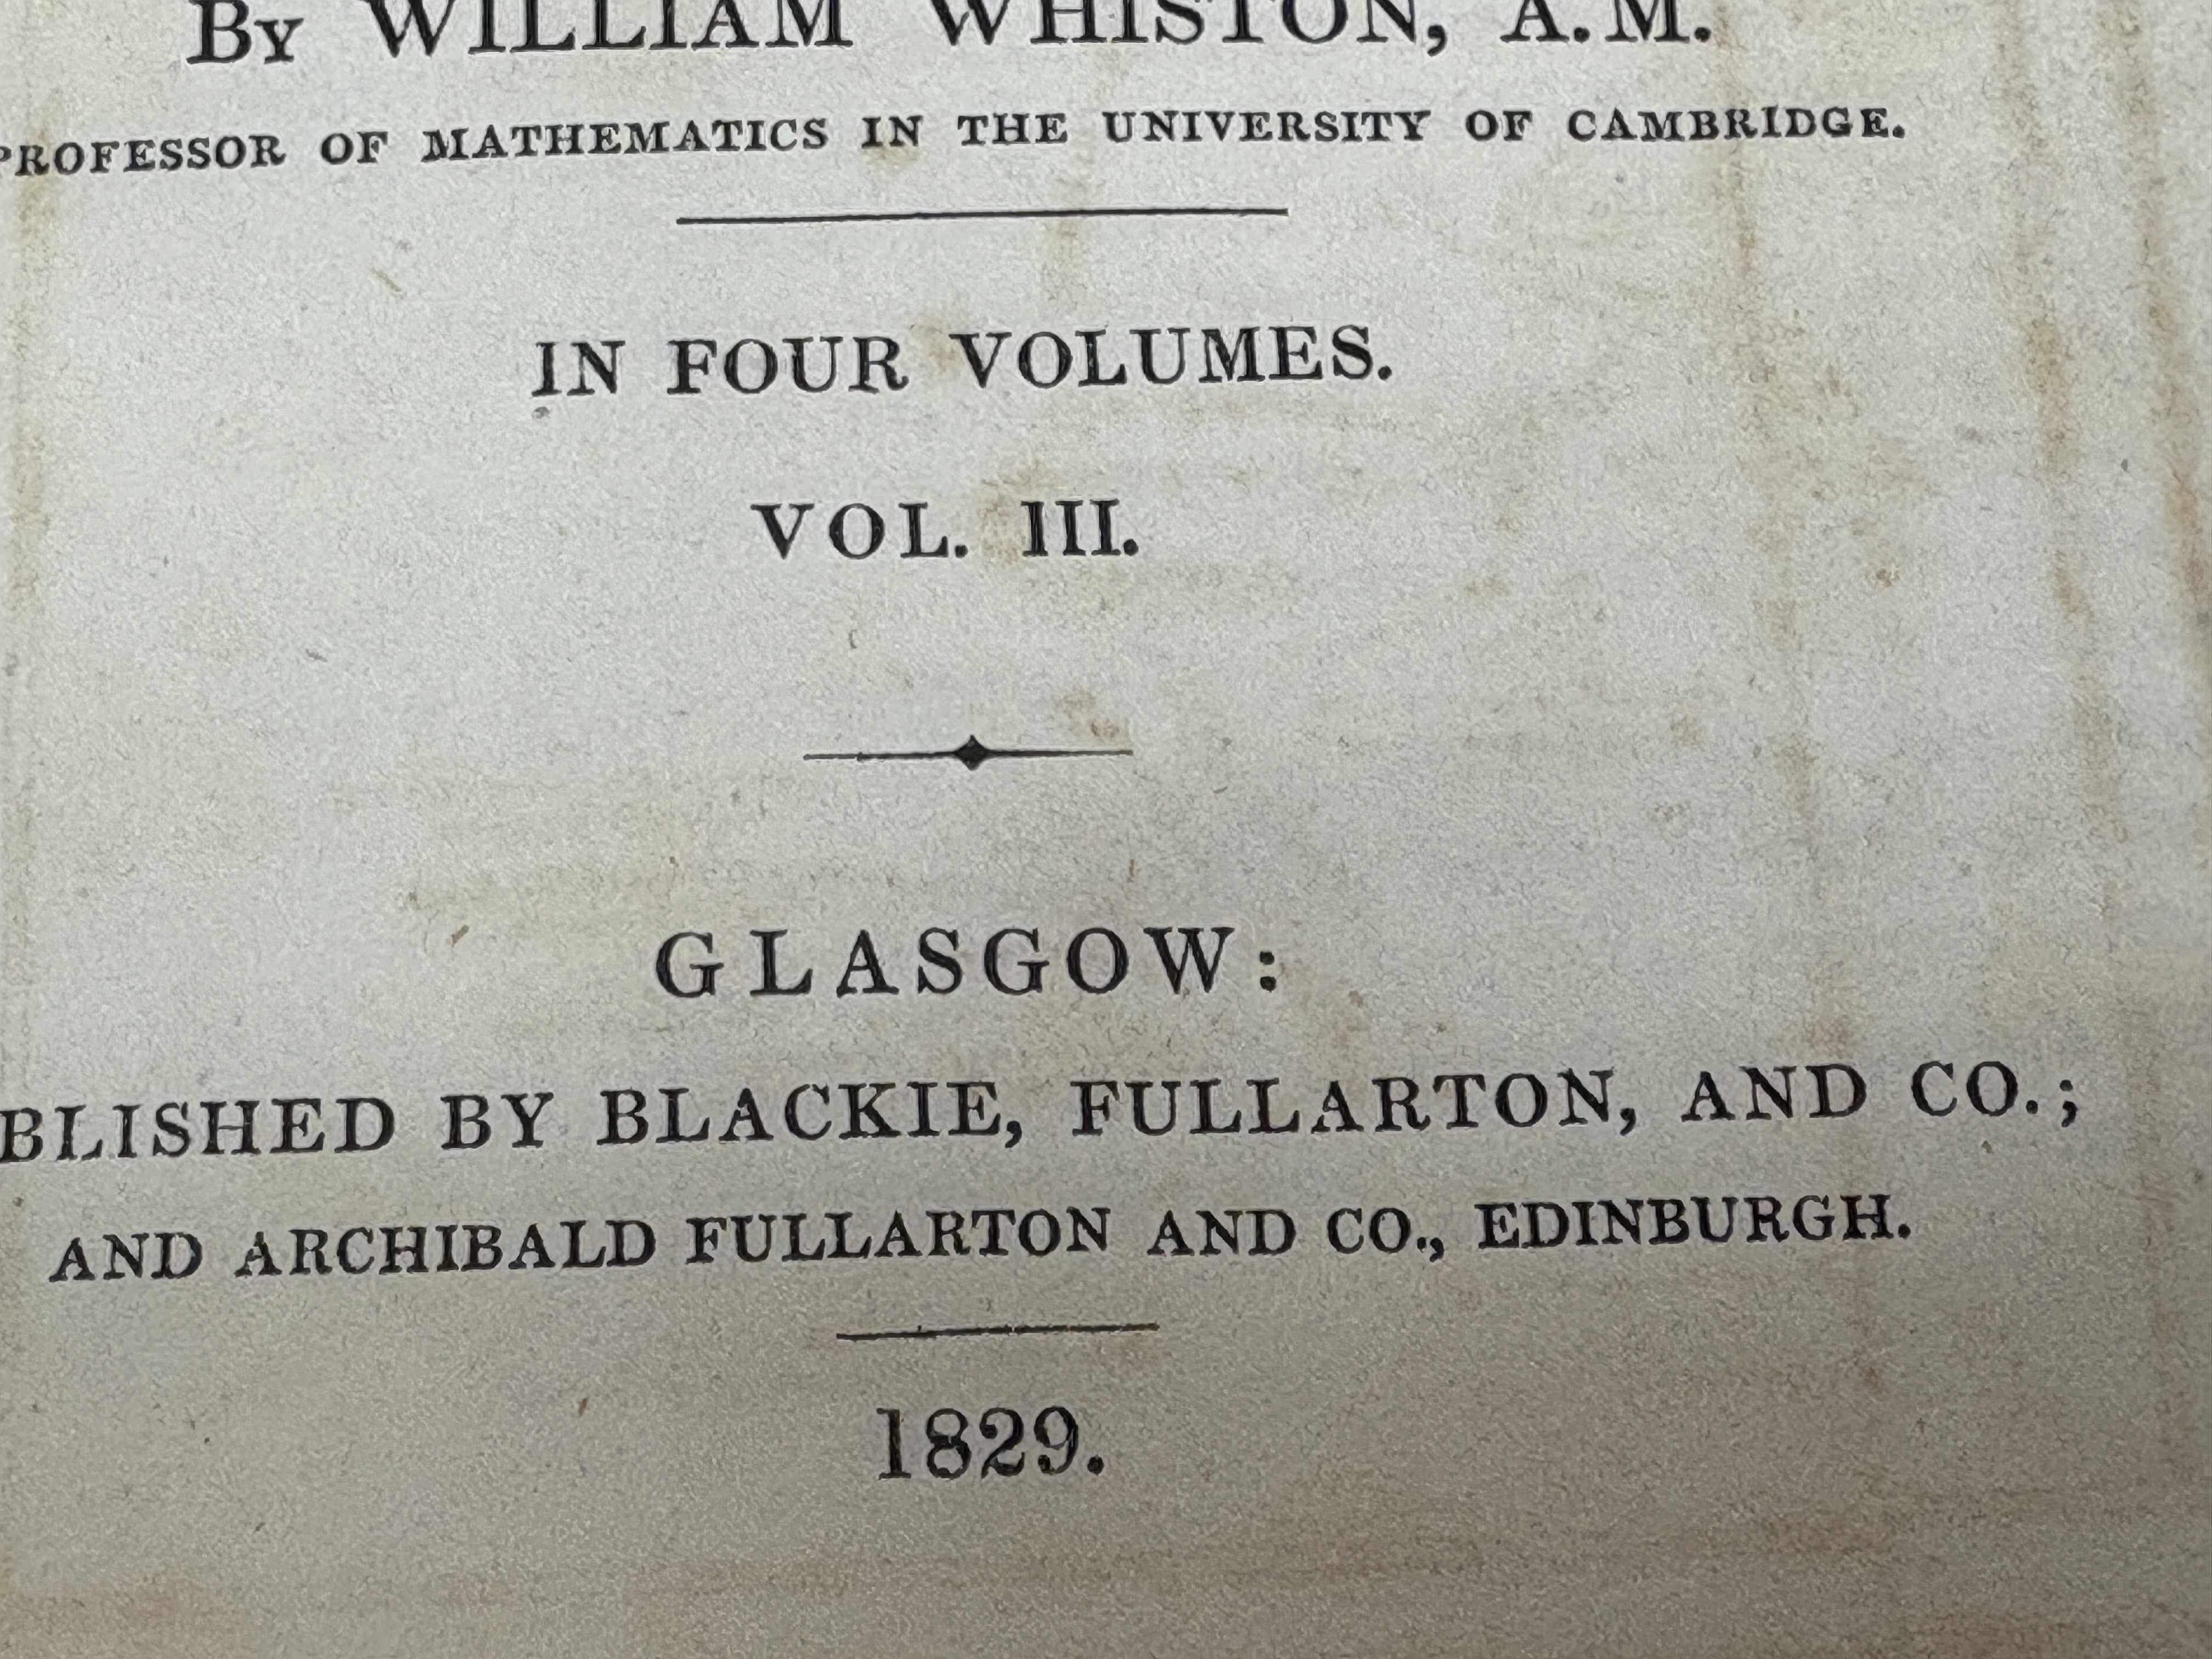 By WILLIAM WHISTON, A.M.
PROFESSOR OF MATHEMATICS IN THE UNIVERSITY OF CAMBRIDGE.
IN FOUR VOLUMES.
VOL. III.
GLASGOW:
BLISHED BY BLACKIE, FULLARTON, AND CO.;
AND ARCHIBALD FULLARTON AND CO., EDINBURGH.
1829.